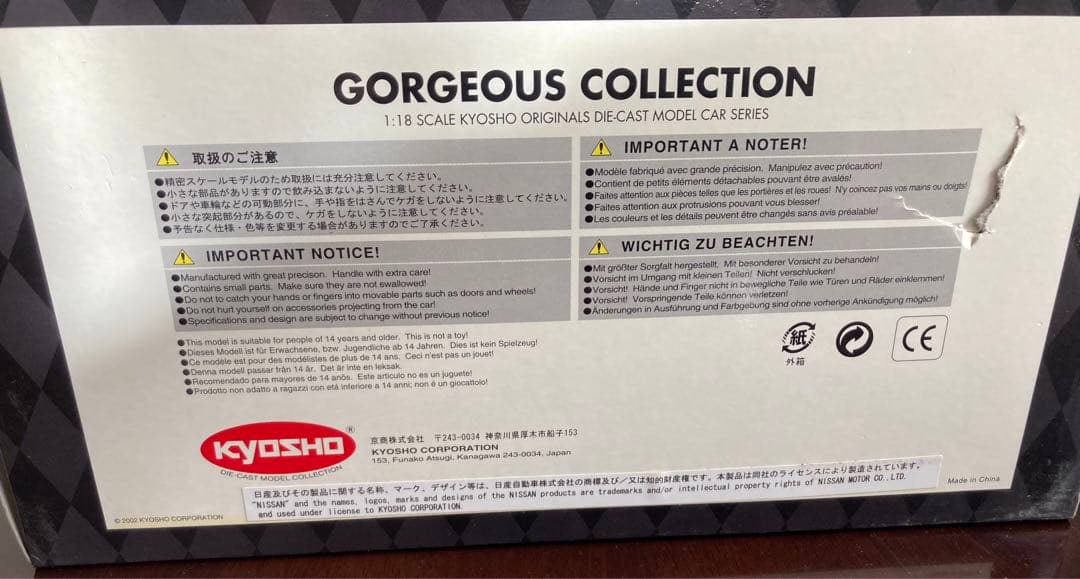 GORGEOUS COLLECTION
1:18 SCALE KYOSHO ORIGINALS DIE-CAST MODEL CAR SERIES
取扱のご注意
●精密スケールモデルのため取扱には充分注意してください。
●小さな部品がありますので飲み込まないように注意してください。
●ドアや車輪などの可動部分に、手や指をはさんでケガをしないように注意してください。
●小さな突起部分があるので、ケガをしないように注意してください。
●予告なく仕様・色等を変更する場合がありますのでご了承ください。
IMPORTANT A NOTER!
●Modèle fabriqué avec grande précision. Manipulez avec précaution!
●Contient de petits éléments détachables pouvant être avalés!
●Faites attention aux pièces telles que les portières et les roues! N'y coincez pas vos mains ou doigts!
●Faites attention aux protrusions pouvant vous blesser!
●Les couleurs et les détails peuvent être changés sans avis préalable!
IMPORTANT NOTICE!
●Manufactured with great precison. Handle with extra care!
●Contains small parts. Make sure they are not swallowed!
●Do not to catch your hands or fingers into movable parts such as doors and wheels!
●Do not hurt yourself on accessories projecting from the car!
●Specifications and design are subject to change without previous notice!
WICHTIG ZU BEACHTEN!
●Mit größter Sorgfalt hergestellt. Mit besonderer Vorsicht zu behandeln!
●Vorsicht im Umgang mit kleinen Teilen! Nicht verschlucken!
●Vorsicht! Hände und Finger nicht in bewegliche Teile wie Türen und Räder einklemmen!
●Vorsicht! Vorspringende Teile können verletzen!
●Änderungen in Ausführung und Farbgebung sind ohne vorherige Ankündigung möglich!
●This model is suitable for people of 14 years and older. This is not a toy!
●Dieses Modell ist für Erwachsene, bzw. Jugendliche ab 14 Jahren. Dies ist kein Spielzeug!
●Ce modèle est pour des modélistes de plus de 14 ans. Ceci n'est pas un jouet!
●Denna modell passar från 14 år. Det är inte en leksak.
●Recomendado para mayores de 14 anõs. Este articulo no es un juguete!
●Prodotto non adatto a ragazzi con età inferiore a 14 anni; non é un giocattolo!
紙
外箱
CE
KYOSHO®
DIE-CAST MODEL COLLECTION
京商株式会社 〒243-0034 神奈川県厚木市船子153
KYOSHO CORPORATION
153, Funako Atsugi, Kanagawa 243-0034, Japan
日産及びその製品に関する名称、マーク、デザイン等は、日産自動車株式会社の商標及び/又は知的財産権です。本製品は同社のライセンスにより製造されています。
"NISSAN" and the names, logos, marks and designs of the NISSAN products are trademarks and/or intellectual property rights of NISSAN MOTOR CO., LTD.
and used under license to KYOSHO CORPORATION.
Made in China
© 2002 KYOSHO CORPORATION